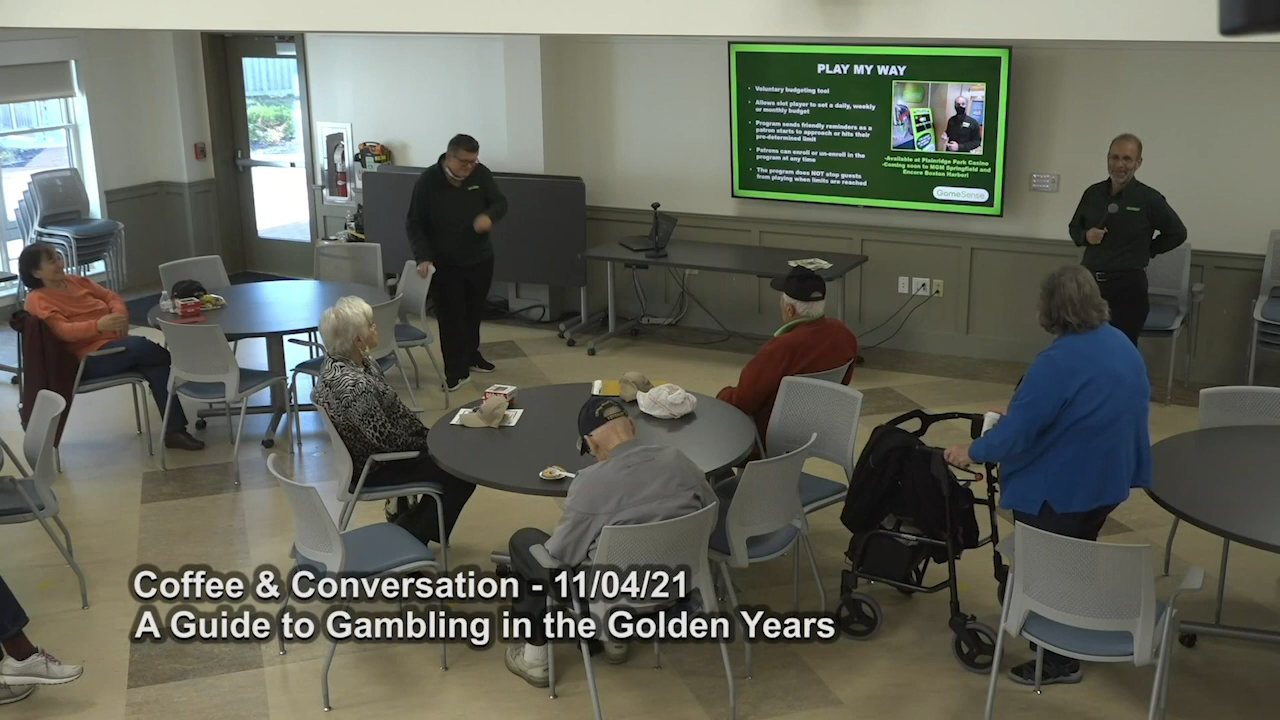 PLAY MY WAY
• Voluntary budgeting tool
• Allows slot player to set a daily, weekly
or monthly budget
• Program sends friendly reminders as a
patron starts to approach or hits their
pre-determined limit
• Patrons can enroll or un-enroll in the
program at any time
• The program does NOT stop guests
from playing when limits are reached
-Available at Plainridge Park Casino
-Coming soon to MGM Springfield and
Encore Boston Harbor!
GameSense
Coffee & Conversation - 11/04/21
A Guide to Gambling in the Golden Years